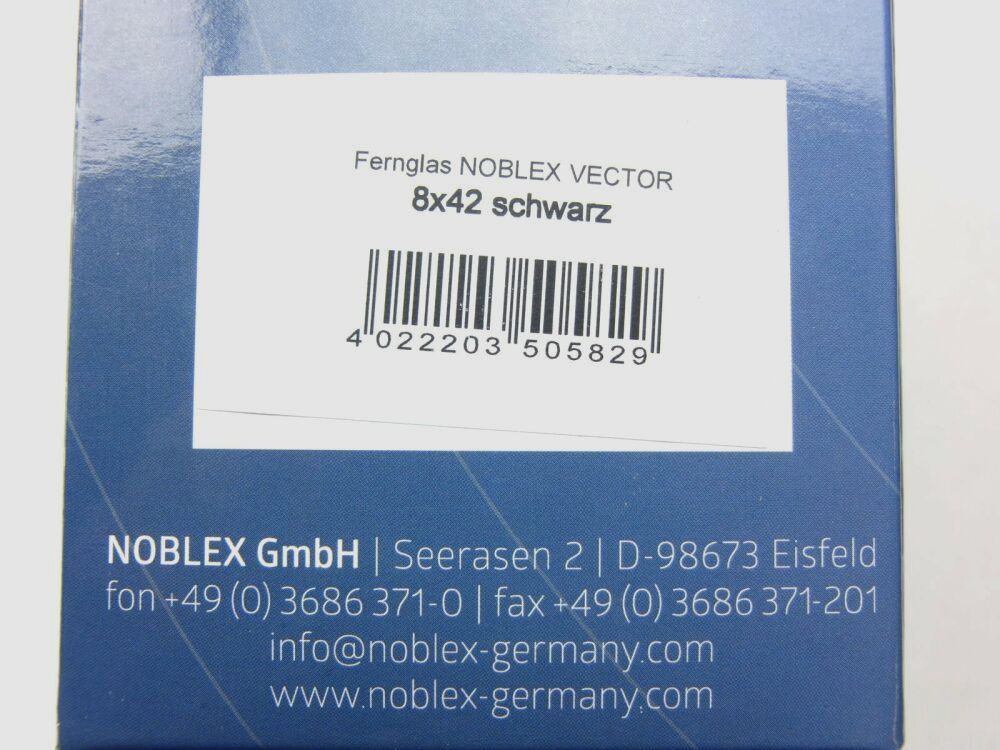 Fernglas NOBLEX VECTOR
8x42 schwarz
4 022203 505829
NOBLEX GmbH | Seerasen 2 | D-98673 Eisfeld
fon +49 (0) 3686 371-0 | fax +49 (0) 3686 371-201
info@noblex-germany.com
www.noblex-germany.com